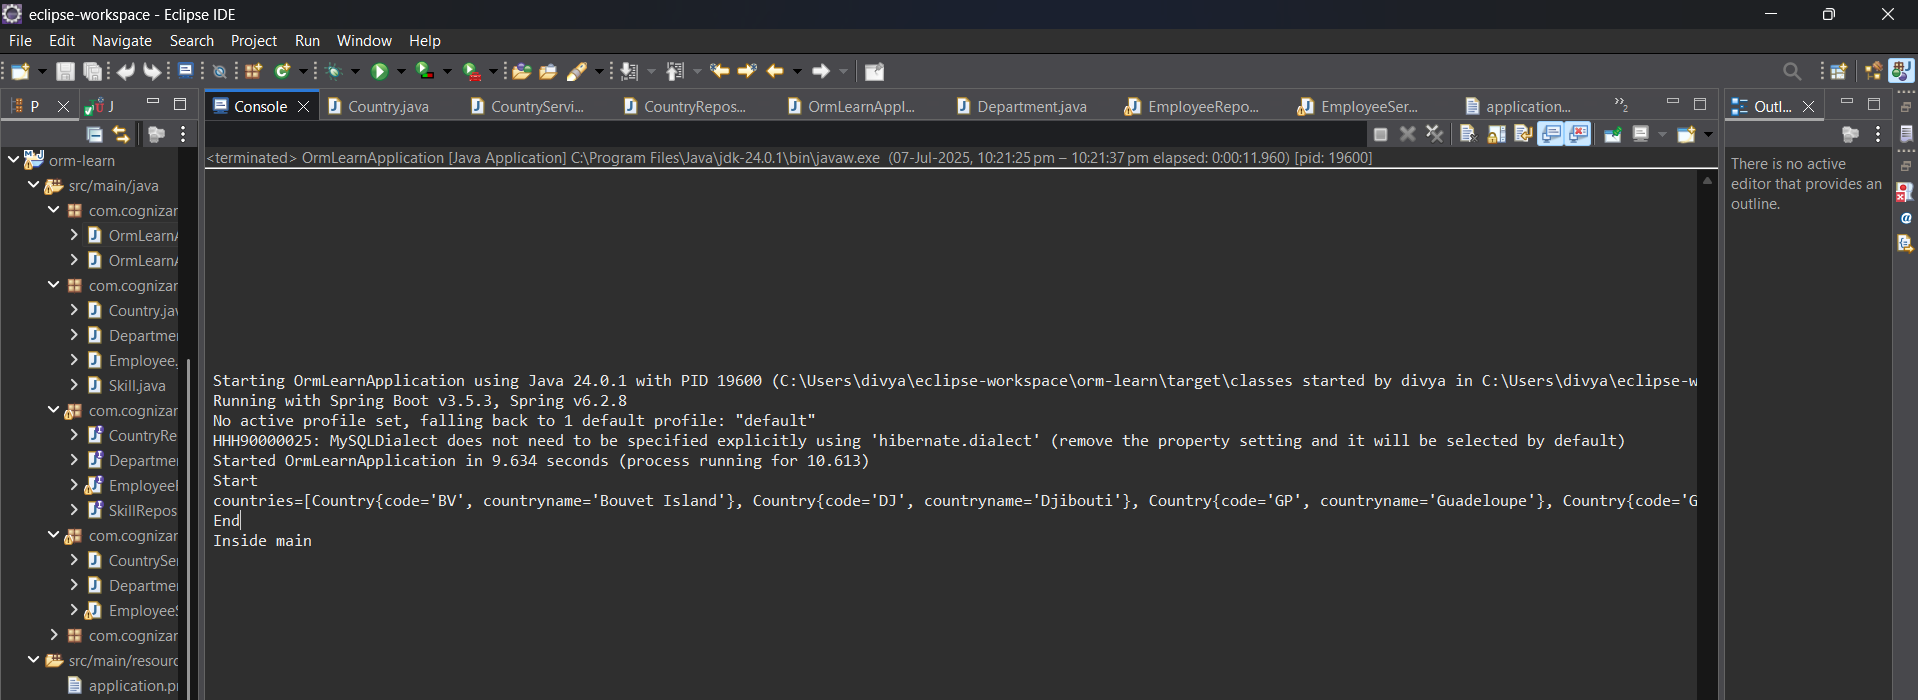 eclipse-workspace - Eclipse IDE
File Edit Navigate Search Project Run Window Help
P J
Console Country.java CountryServi... CountryRepos... OrmLearnAppl... Department.java EmployeeRepo... EmployeeSer... application... »2
Outl...
<terminated> OrmLearnApplication [Java Application] C:\Program Files\Java\jdk-24.0.1\bin\javaw.exe (07-Jul-2025, 10:21:25 pm – 10:21:37 pm elapsed: 0:00:11.960) [pid: 19600]
orm-learn
src/main/java
com.cognizar
OrmLearnA
OrmLearnA
com.cognizar
Country.jav
Departmen
Employee.
Skill.java
com.cognizar
CountryRe
Departmen
EmployeeR
SkillRepos
com.cognizar
CountrySer
Departmen
EmployeeS
com.cognizar
src/main/resourc
application.pr
Starting OrmLearnApplication using Java 24.0.1 with PID 19600 (C:\Users\divya\eclipse-workspace\orm-learn\target\classes started by divya in C:\Users\divya\eclipse-w
Running with Spring Boot v3.5.3, Spring v6.2.8
No active profile set, falling back to 1 default profile: "default"
HHH90000025: MySQLDialect does not need to be specified explicitly using 'hibernate.dialect' (remove the property setting and it will be selected by default)
Started OrmLearnApplication in 9.634 seconds (process running for 10.613)
Start
countries=[Country{code='BV', countryname='Bouvet Island'}, Country{code='DJ', countryname='Djibouti'}, Country{code='GP', countryname='Guadeloupe'}, Country{code='G
End
Inside main
There is no active
editor that provides an
outline.